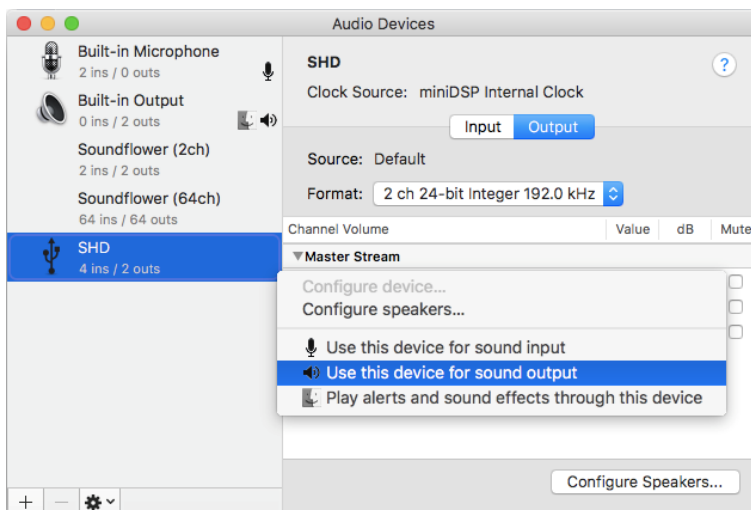 Audio Devices
Built-in Microphone
2 ins / 0 outs
Built-in Output
0 ins / 2 outs
Soundflower (2ch)
2 ins / 2 outs
Soundflower (64ch)
64 ins / 64 outs
SHD
4 ins / 2 outs
SHD
?
Clock Source: miniDSP Internal Clock
Input Output
Source: Default
Format: 2 ch 24-bit Integer 192.0 kHz
Channel Volume Value dB Mute
Master Stream
Configure device...
Configure speakers...
Use this device for sound input
Use this device for sound output
Play alerts and sound effects through this device
Configure Speakers...